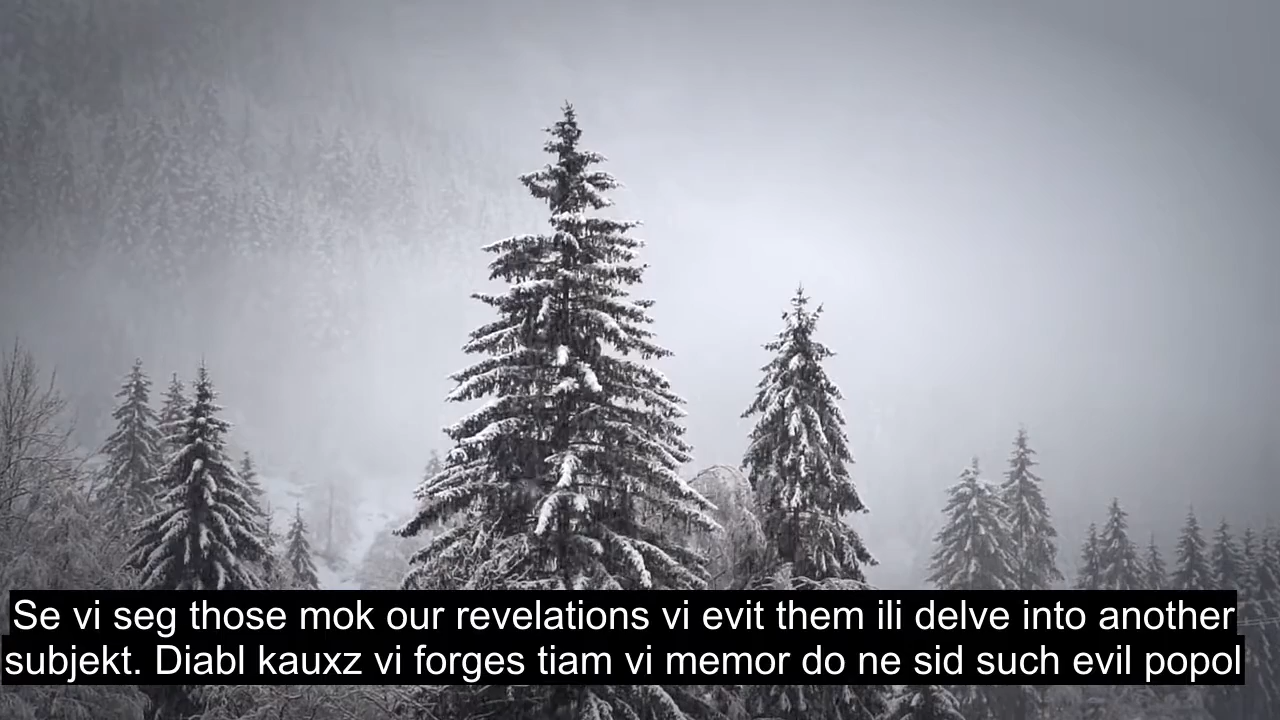 Se vi seg those mok our revelations vi evit them ili delve into another
subjekt. Diabl kauxz vi forges tiam vi memor do ne sid such evil popol